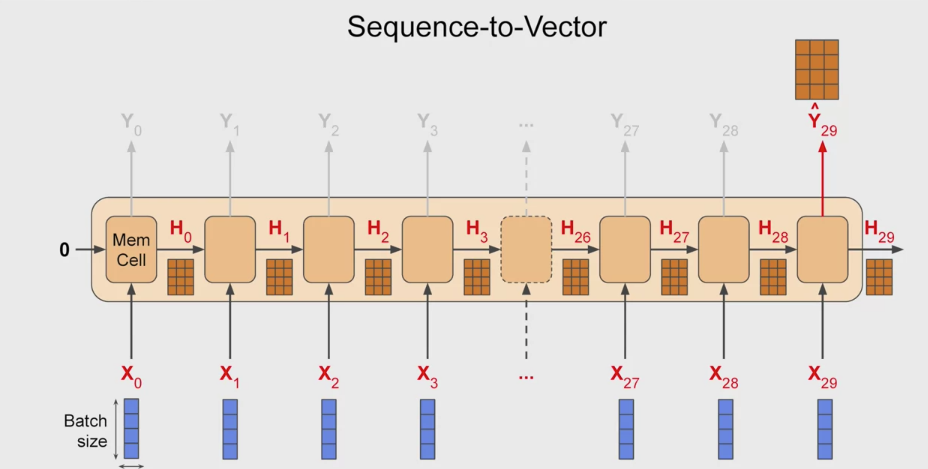 Sequence-to-Vector
Y0 Y1 Y2 Y3 ... Y27 Y28 Ŷ29
H0 H1 H2 H3 H26 H27 H28 H29
0 Mem
Cell
X0 X1 X2 X3 ... X27 X28 X29
Batch
size